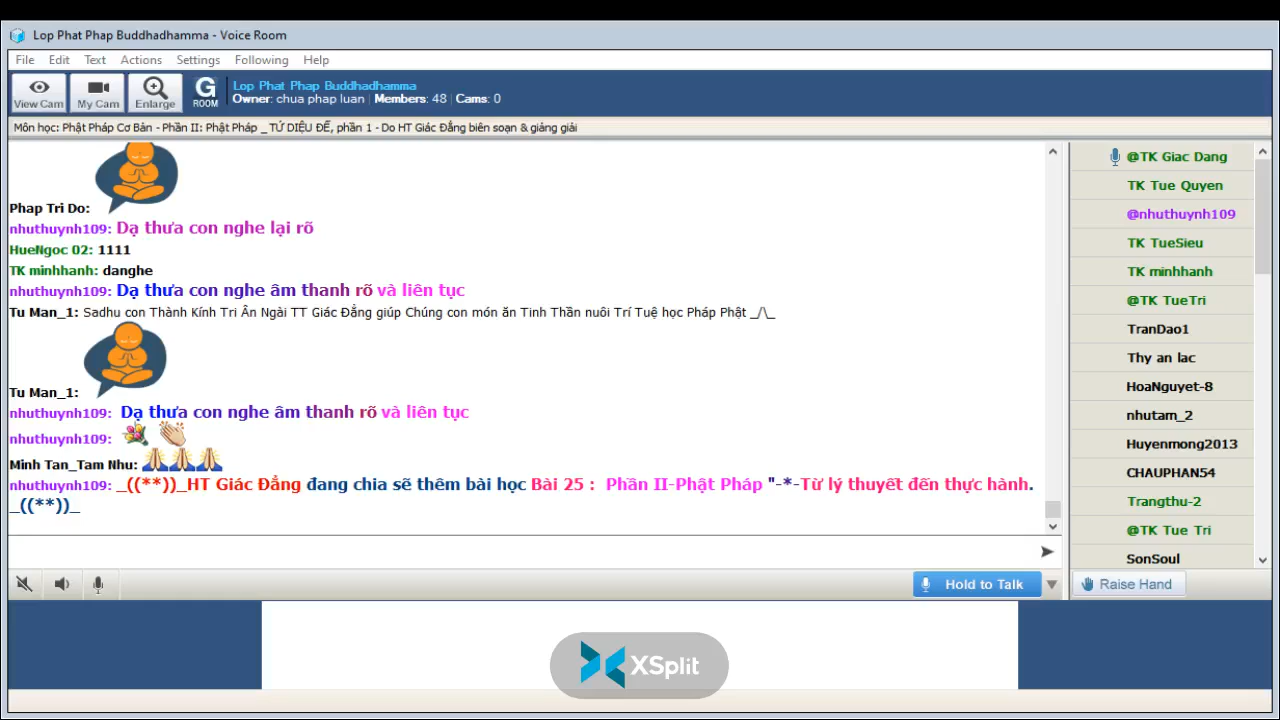 Lop Phat Phap Buddhadhamma - Voice Room
File Edit Text Actions Settings Following Help
View Cam My Cam Enlarge G ROOM
Lop Phat Phap Buddhadhamma
Owner: chua phap luan | Members: 48 | Cams: 0
Môn học: Phật Pháp Cơ Bản - Phần II: Phật Pháp _ TỨ DIỆU ĐẾ, phần 1 - Do HT Giác Đẳng biên soạn & giảng giải
Phap Tri Do:
nhuthuynh109: Dạ thưa con nghe lại rõ
HueNgoc 02: 1111
TK minhhanh: danghe
nhuthuynh109: Dạ thưa con nghe âm thanh rõ và liên tục
Tu Man_1: Sadhu con Thành Kính Tri Ân Ngài TT Giác Đẳng giúp Chúng con món ăn Tinh Thần nuôi Trí Tuệ học Pháp Phật _/\_
Tu Man_1:
nhuthuynh109: Dạ thưa con nghe âm thanh rõ và liên tục
nhuthuynh109:
Minh Tan_Tam Nhu:
nhuthuynh109: _((**))_HT Giác Đẳng đang chia sẽ thêm bài học Bài 25 : Phần II-Phật Pháp "-*-Từ lý thuyết đến thực hành.
_((**))_
@TK Giac Dang
TK Tue Quyen
@nhuthuynh109
TK TueSieu
TK minhhanh
@TK TueTri
TranDao1
Thy an lac
HoaNguyet-8
nhutam_2
Huyenmong2013
CHAUPHAN54
Trangthu-2
@TK Tue Tri
SonSoul
Hold to Talk
Raise Hand
XSplit